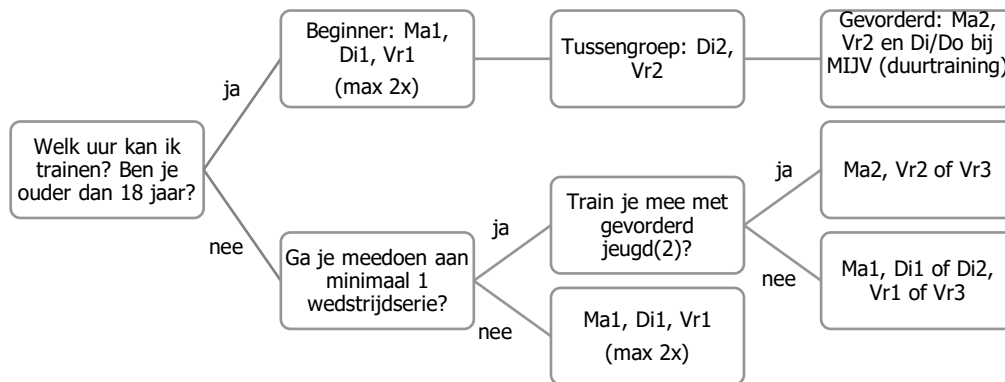 Welk uur kan ik
trainen? Ben je
ouder dan 18 jaar?
ja
Beginner: Ma1,
Di1, Vr1
(max 2x)
Tussengroep: Di2,
Vr2
Gevorderd: Ma2,
Vr2 en Di/Do bij
MIJV (duurtraining)
nee
Ga je meedoen aan
minimaal 1
wedstrijdserie?
ja
Train je mee met
gevorderd
jeugd(2)?
ja
Ma2, Vr2 of Vr3
nee
Ma1, Di1 of Di2,
Vr1 of Vr3
nee
Ma1, Di1, Vr1
(max 2x)